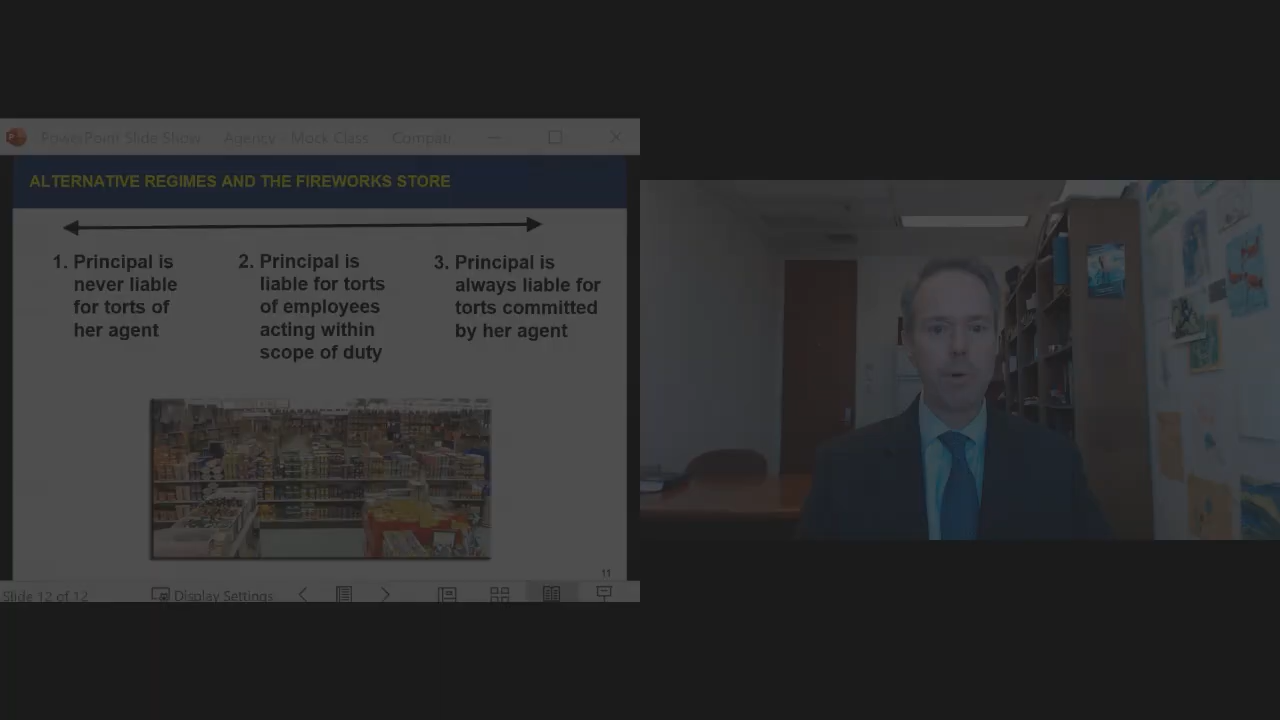 PowerPoint Slide Show Agency - Mock Class Compati
ALTERNATIVE REGIMES AND THE FIREWORKS STORE
1. Principal is
never liable
for torts of
her agent
2. Principal is
liable for torts
of employees
acting within
scope of duty
3. Principal is
always liable for
torts committed
by her agent
11
Slide 12 of 12
Display Settings